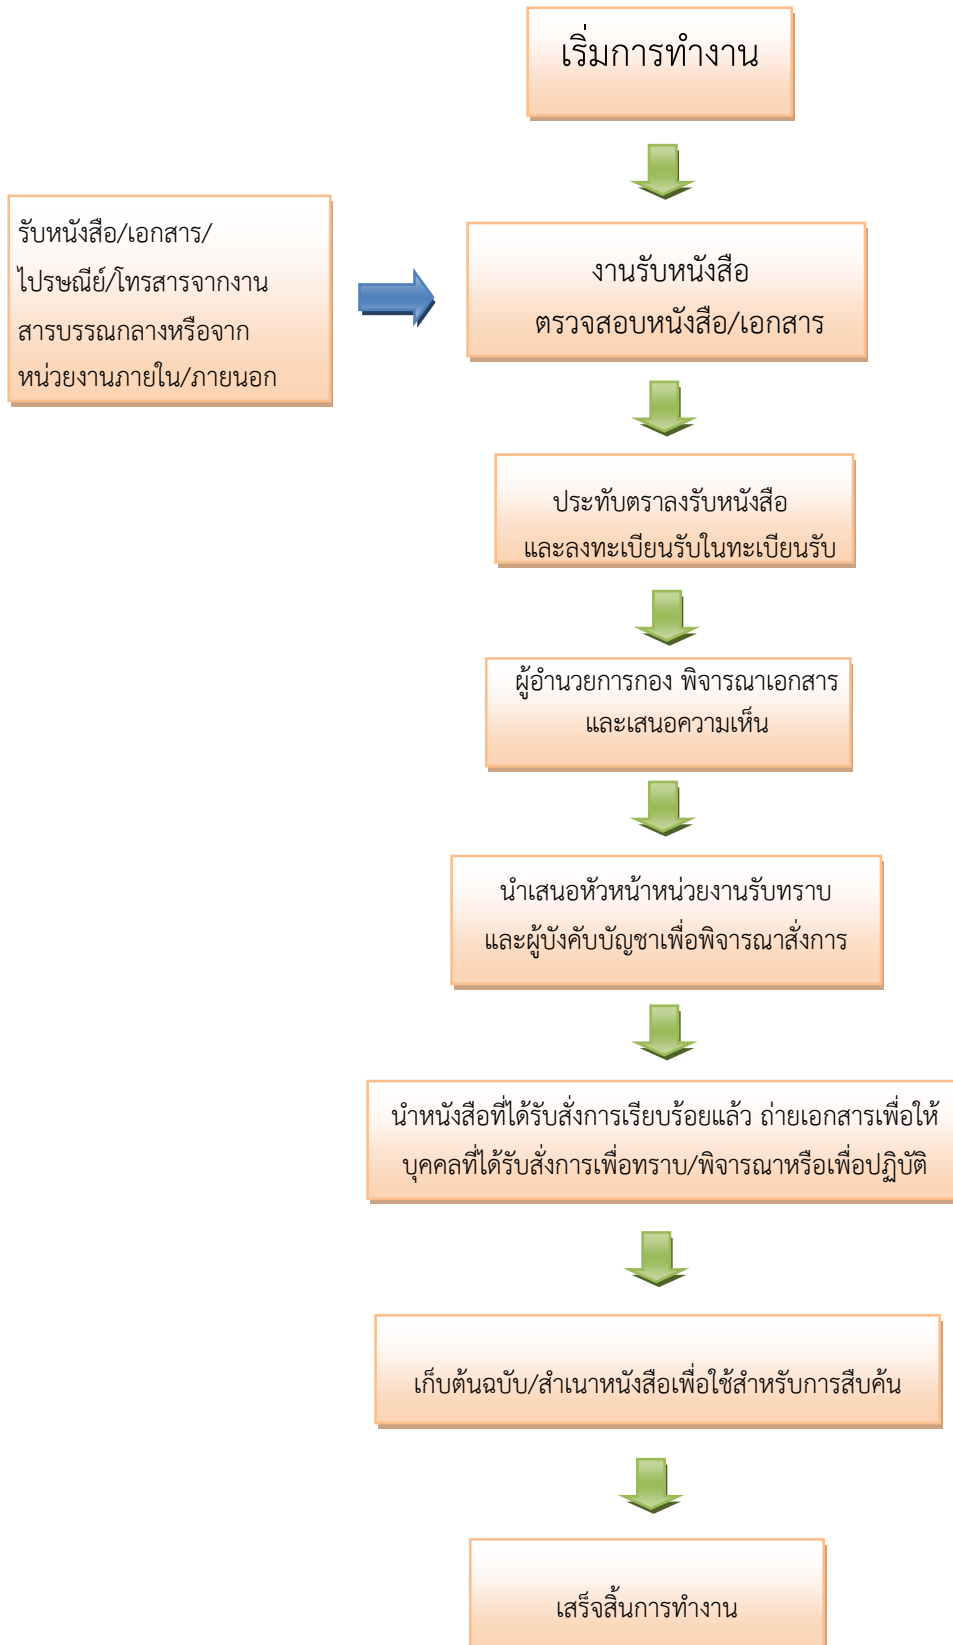 เริ่มการทำงาน
รับหนังสือ/เอกสาร/
ไปรษณีย์/โทรสารจากงาน
สารบรรณกลางหรือจาก
หน่วยงานภายใน/ภายนอก
งานรับหนังสือ
ตรวจสอบหนังสือ/เอกสาร
ประทับตราลงรับหนังสือ
และลงทะเบียนรับในทะเบียนรับ
ผู้อำนวยการกอง พิจารณาเอกสาร
และเสนอความเห็น
นำเสนอหัวหน้าหน่วยงานรับทราบ
และผู้บังคับบัญชาเพื่อพิจารณาสั่งการ
นำหนังสือที่ได้รับสั่งการเรียบร้อยแล้ว ถ่ายเอกสารเพื่อให้
บุคคลที่ได้รับสั่งการเพื่อทราบ/พิจารณาหรือเพื่อปฏิบัติ
เก็บต้นฉบับ/สำเนาหนังสือเพื่อใช้สำหรับการสืบค้น
เสร็จสิ้นการทำงาน